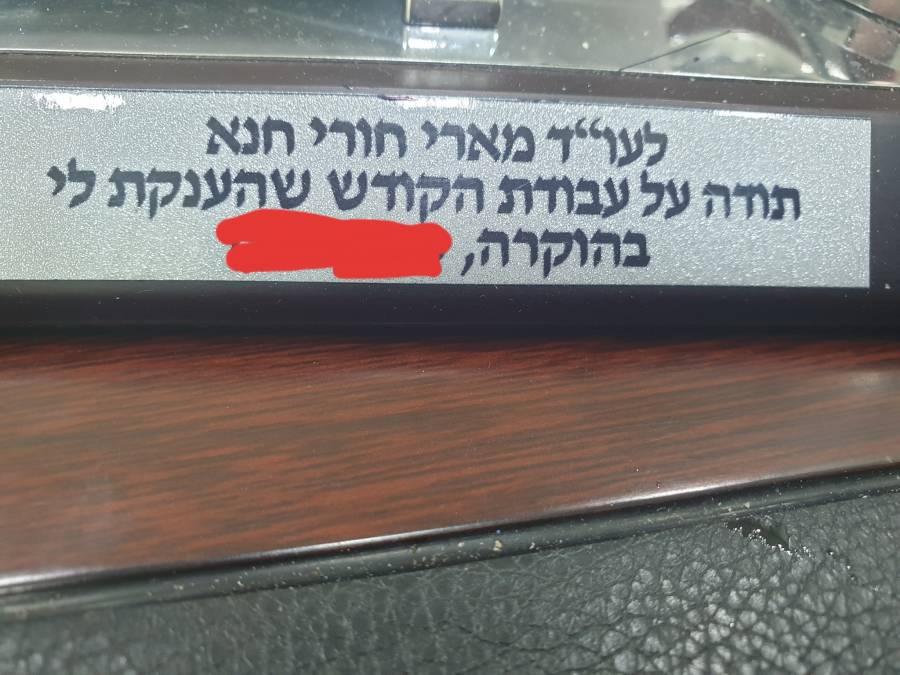 לעו“ד מארי חורי חנא
תודה על עבודת הקודש שהענקת לי
בהוקרה,